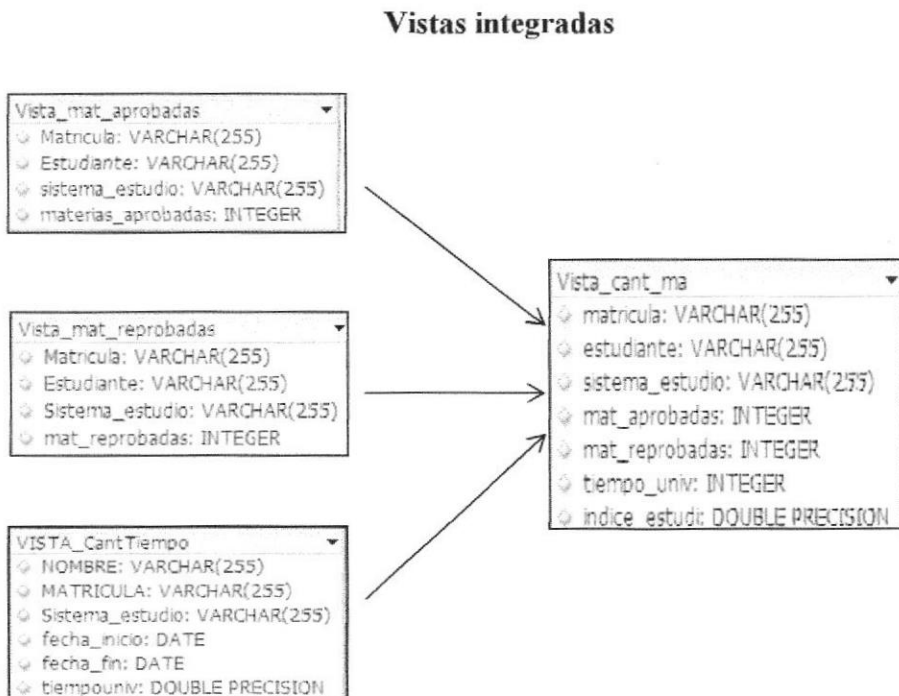 Vistas integradas
Vista_mat_aprobadas
Matricula: VARCHAR(255)
Estudiante: VARCHAR(255)
sistema_estudio: VARCHAR(255)
materias_aprobadas: INTEGER
Vista_mat_reprobadas
Matricula: VARCHAR(255)
Estudiante: VARCHAR(255)
Sistema_estudio: VARCHAR(255)
mat_reprobadas: INTEGER
VISTA_CantTiempo
NOMBRE: VARCHAR(255)
MATRICULA: VARCHAR(255)
Sistema_estudio: VARCHAR(255)
fecha_inicio: DATE
fecha_fin: DATE
tiempouniv: DOUBLE PRECISION
Vista_cant_ma
matricula: VARCHAR(255)
estudiante: VARCHAR(255)
sistema_estudio: VARCHAR(255)
mat_aprobadas: INTEGER
mat_reprobadas: INTEGER
tiempo_univ: INTEGER
indice_estudi: DOUBLE PRECISION